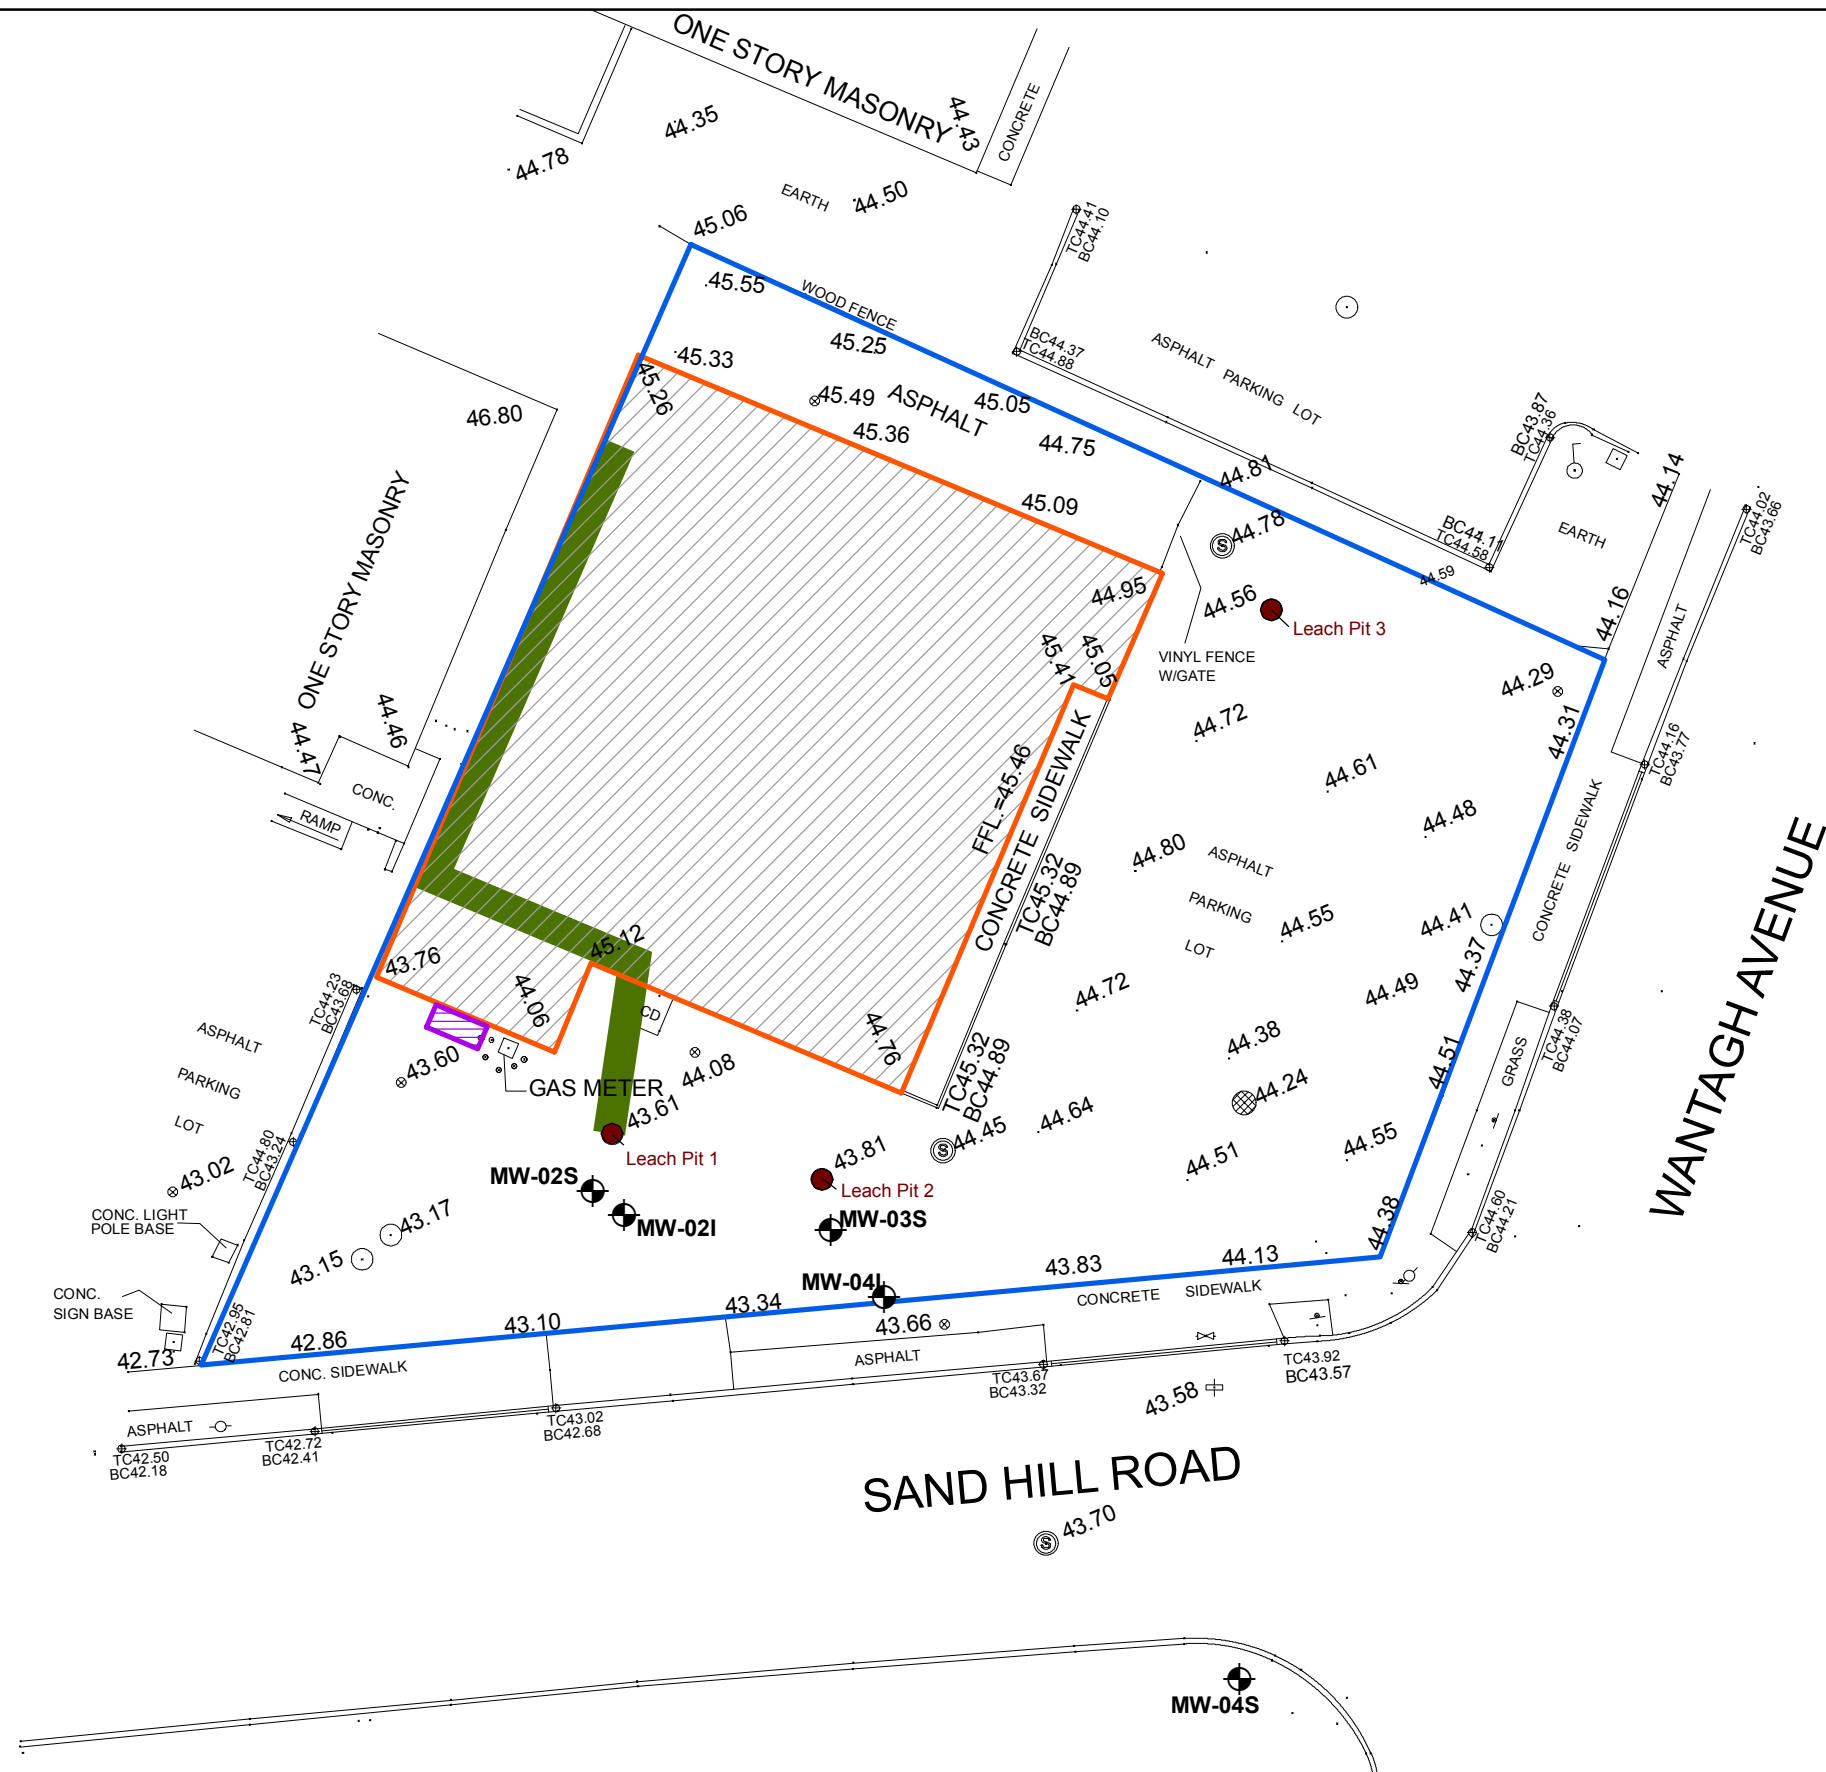 ONE STORY MASONRY
44.43
CONCRETE
44.35
44.78
EARTH
44.50
45.06
TC44.41
BC44.10
45.55
WOOD FENCE
45.25
BC44.37
TC44.88
ASPHALT PARKING LOT
45.33
45.26
45.49
ASPHALT
45.05
45.36
44.75
46.80
BC43.87
TC44.36
44.81
44.14
45.09
44.78
S
BC44.11
TC44.58
EARTH
TC44.02
BC43.66
44.59
44.95
44.56
Leach Pit 3
44.16
ASPHALT
ONE STORY MASONRY
45.41
45.05
VINYL FENCE
W/GATE
44.29
44.31
44.46
44.47
44.72
TC44.16
BC43.77
CONC.
RAMP
FFL.=45.46
CONCRETE SIDEWALK
44.61
44.48
CONCRETE SIDEWALK
44.80
ASPHALT
PARKING
LOT
TC45.32
BC44.89
44.55
44.41
44.37
WANTAGH AVENUE
45.12
43.76
44.06
TC44.23
BC43.68
CD
44.72
44.49
44.76
44.38
TC44.38
BC44.07
ASPHALT
PARKING
LOT
43.60
GAS METER
44.08
TC45.32
BC44.89
44.51
GRASS
44.24
43.61
44.64
Leach Pit 1
S
44.45
44.55
TC44.80
BC43.24
43.02
43.81
44.51
MW-02S
Leach Pit 2
CONC. LIGHT
POLE BASE
43.17
MW-02I
MW-03S
44.38
TC44.60
BC44.21
43.15
44.13
43.83
MW-04I
CONC.
SIGN BASE
CONCRETE SIDEWALK
43.34
43.10
43.66
TC42.95
BC42.81
42.86
42.73
CONC. SIDEWALK
ASPHALT
TC43.92
BC43.57
TC43.67
BC43.32
43.58
ASPHALT
TC43.02
BC42.68
TC42.72
BC42.41
TC42.50
BC42.18
SAND HILL ROAD
S
43.70
MW-04S